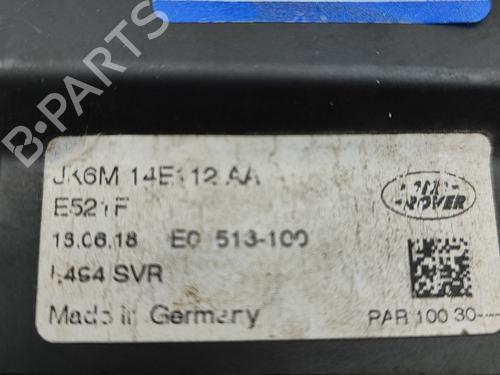 B-PARTS
JK6M 14E112 AA
E521F
LAND
ROVER
18.06.18 E0 513-100
L494 SVR
Made in Germany
PAR 100 30